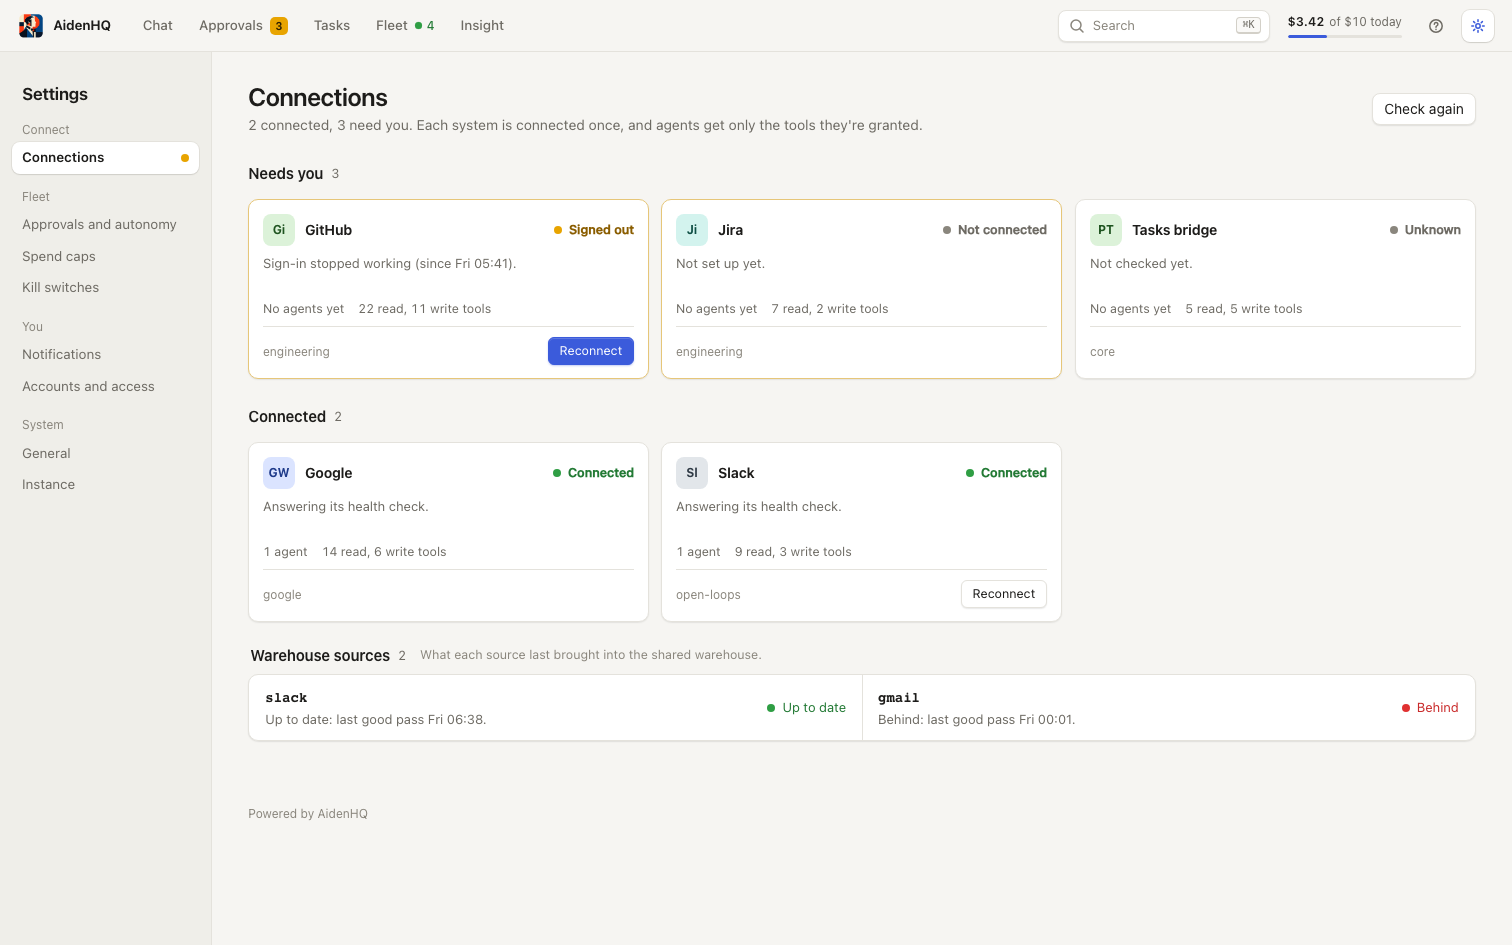 AidenHQ
Chat
Approvals 3
Tasks
Fleet 4
Insight
Search ⌘K
$3.42 of $10 today
Settings
Connect
Connections
Fleet
Approvals and autonomy
Spend caps
Kill switches
You
Notifications
Accounts and access
System
General
Instance
Connections
2 connected, 3 need you. Each system is connected once, and agents get only the tools they're granted.
Check again
Needs you 3
Gi GitHub Signed out
Sign-in stopped working (since Fri 05:41).
No agents yet 22 read, 11 write tools
engineering Reconnect
Ji Jira Not connected
Not set up yet.
No agents yet 7 read, 2 write tools
engineering
PT Tasks bridge Unknown
Not checked yet.
No agents yet 5 read, 5 write tools
core
Connected 2
GW Google Connected
Answering its health check.
1 agent 14 read, 6 write tools
google
Sl Slack Connected
Answering its health check.
1 agent 9 read, 3 write tools
open-loops Reconnect
Warehouse sources 2 What each source last brought into the shared warehouse.
slack
Up to date: last good pass Fri 06:38.
Up to date
gmail
Behind: last good pass Fri 00:01.
Behind
Powered by AidenHQ